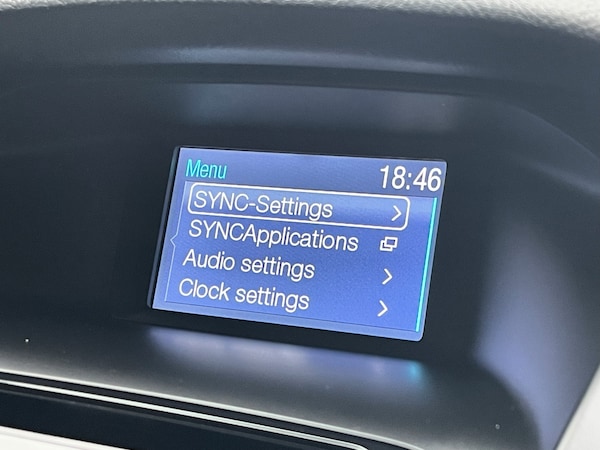 Menu 18:46
SYNC-Settings
SYNCApplications
Audio settings
Clock settings